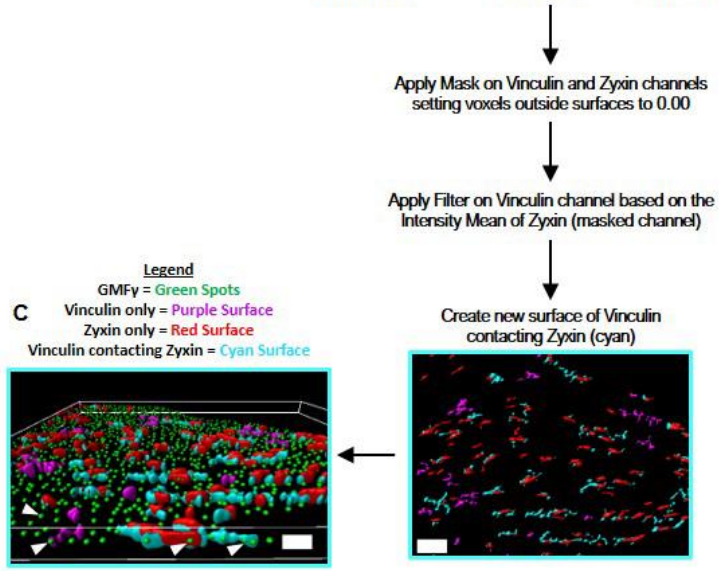 Apply Mask on Vinculin and Zyxin channels
setting voxels outside surfaces to 0.00
Apply Filter on Vinculin channel based on the
Intensity Mean of Zyxin (masked channel)
Create new surface of Vinculin
contacting Zyxin (cyan)
C
Legend
GMFγ = Green Spots
Vinculin only = Purple Surface
Zyxin only = Red Surface
Vinculin contacting Zyxin = Cyan Surface